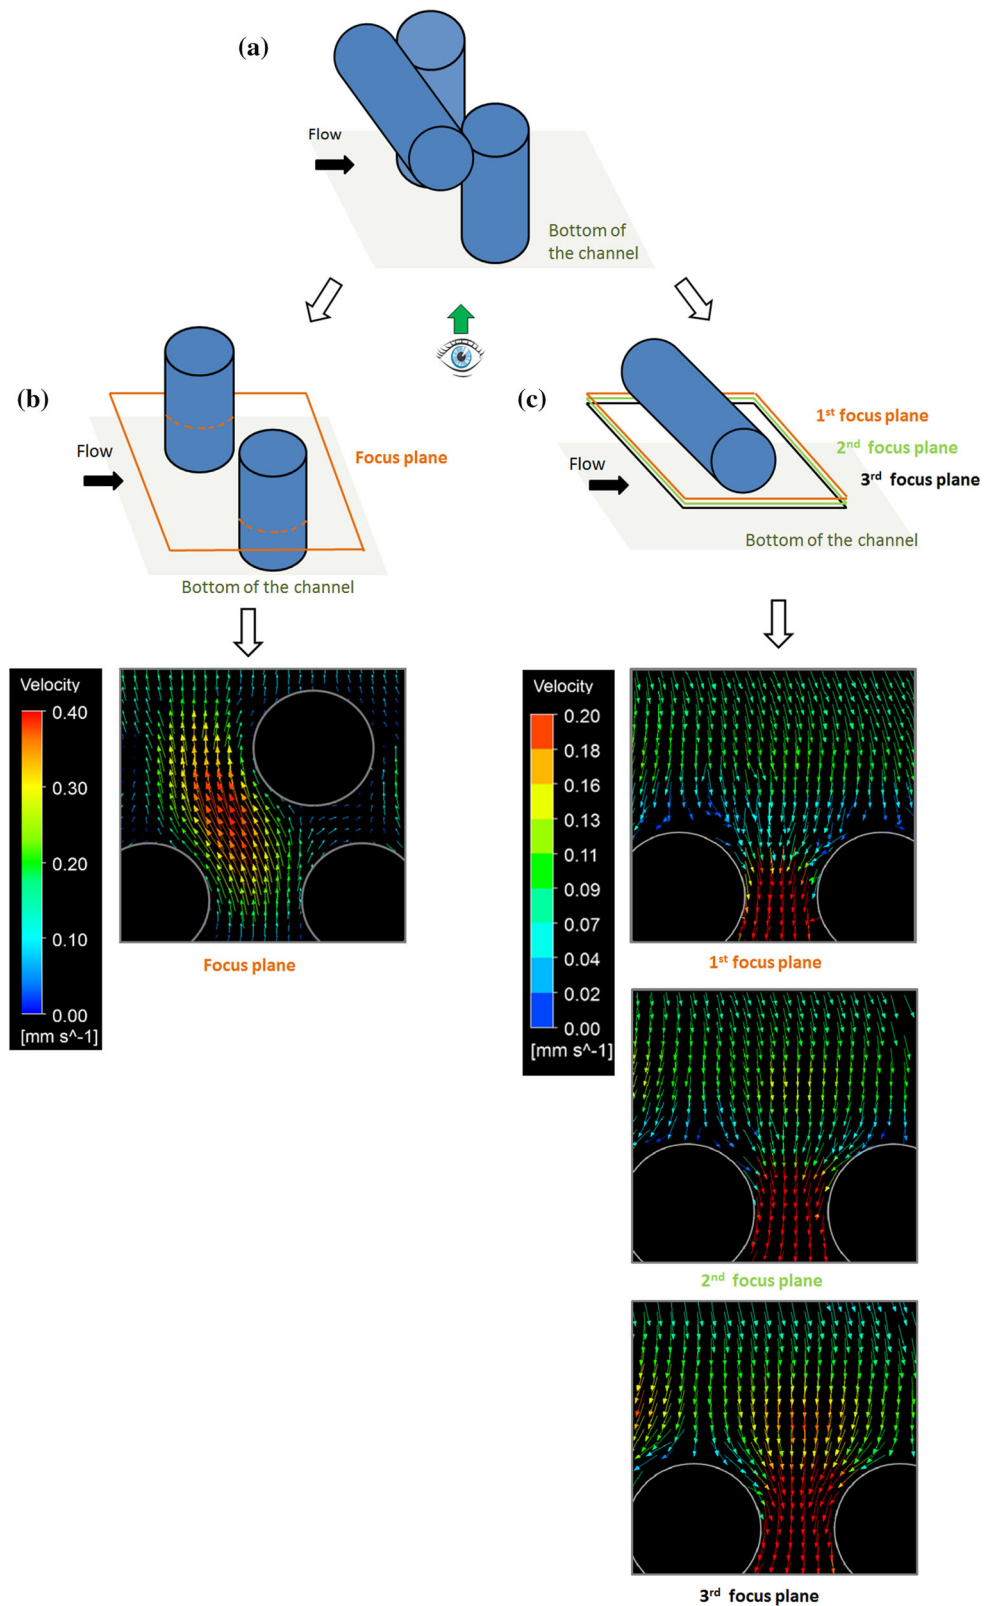 (a)
Flow
Bottom of
the channel
(b)
Flow
Focus plane
Bottom of the channel
(c)
1st focus plane
2nd focus plane
3rd focus plane
Flow
Bottom of the channel
Velocity
0.40
0.30
0.20
0.10
0.00
[mm s^-1]
Focus plane
Velocity
0.20
0.18
0.16
0.13
0.11
0.09
0.07
0.04
0.02
0.00
[mm s^-1]
1st focus plane
2nd focus plane
3rd focus plane